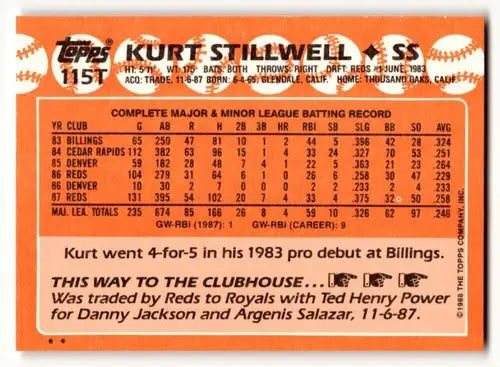 Topps
115T
KURT STILLWELL ✦ SS
HT: 5'11" WT: 175 BATS: BOTH THROWS: RIGHT DRAFT: REDS #1-JUNE, 1983
ACQ: TRADE, 11-6-87 BORN: 6-4-65, GLENDALE, CALIF. HOME: THOUSAND OAKS, CALIF.
COMPLETE MAJOR & MINOR LEAGUE BATTING RECORD
YR CLUB G AB R H 2B 3B HR RBI SB SLG BB SO AVG
83 BILLINGS 65 250 47 81 10 1 2 44 5 .396 42 28 .324
84 CEDAR RAPIDS 112 382 63 96 15 1 4 33 24 .327 70 53 .251
85 DENVER 59 182 28 48 7 4 1 22 5 .363 21 23 .264
86 REDS 104 279 31 64 6 1 0 26 6 .258 30 47 .229
86 DENVER 10 30 2 7 0 0 0 2 2 .233 2 4 .233
87 REDS 131 395 54 102 20 7 4 33 4 .375 32 50 .258
MAJ. LEA. TOTALS 235 674 85 166 26 8 4 59 10 .326 62 97 .246
GW-RBI (1987): 1 GW-RBI (CAREER): 9
Kurt went 4-for-5 in his 1983 pro debut at Billings.
THIS WAY TO THE CLUBHOUSE...
Was traded by Reds to Royals with Ted Henry Power
for Danny Jackson and Argenis Salazar, 11-6-87.
©1988 THE TOPPS COMPANY, INC.
* *